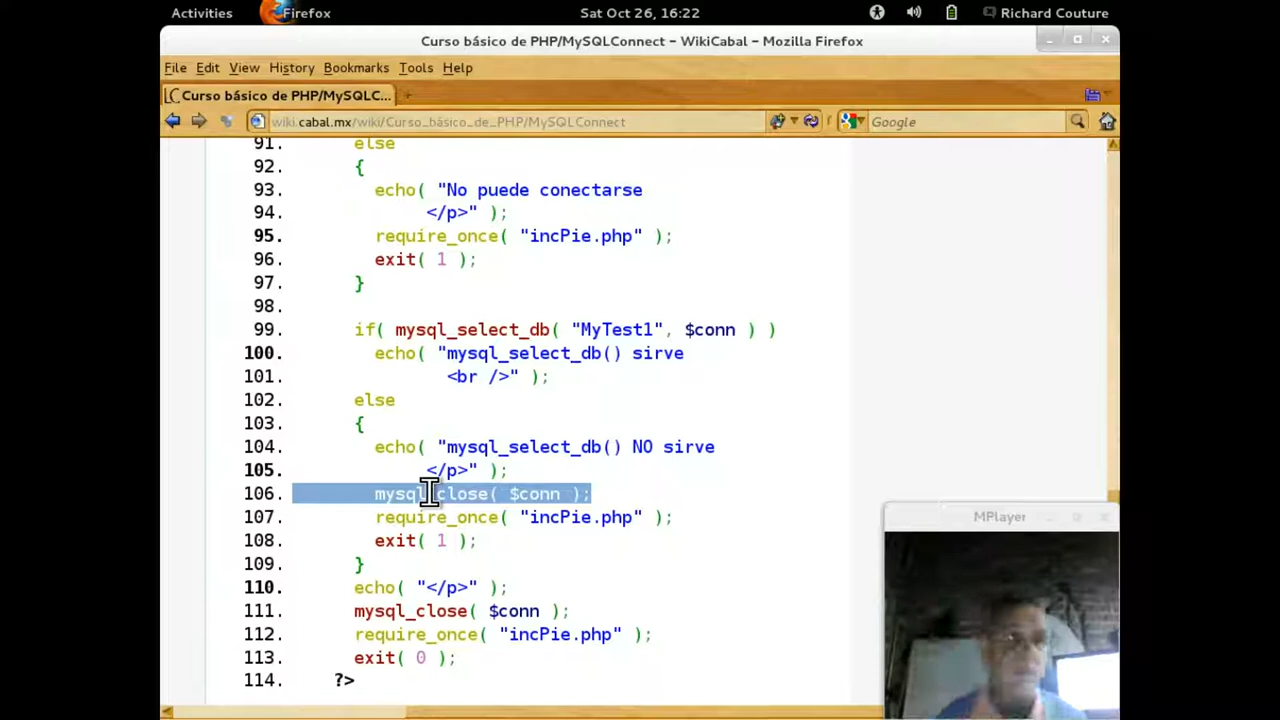 Activities Firefox Sat Oct 26, 16:22 Richard Couture
Curso básico de PHP/MySQLConnect – WikiCabal – Mozilla Firefox
File Edit View History Bookmarks Tools Help
Curso básico de PHP/MySQLC...
wiki.cabal.mx/wiki/Curso_básico_de_PHP/MySQLConnect Google
91. else
92. {
93. echo( "No puede conectarse
94. </p>" );
95. require_once( "incPie.php" );
96. exit( 1 );
97. }
98.
99. if( mysql_select_db( "MyTest1", $conn ) )
100. echo( "mysql_select_db() sirve
101. <br />" );
102. else
103. {
104. echo( "mysql_select_db() NO sirve
105. </p>" );
106. mysql_close( $conn );
107. require_once( "incPie.php" );
108. exit( 1 );
109. }
110. echo( "</p>" );
111. mysql_close( $conn );
112. require_once( "incPie.php" );
113. exit( 0 );
114. ?>
MPlayer